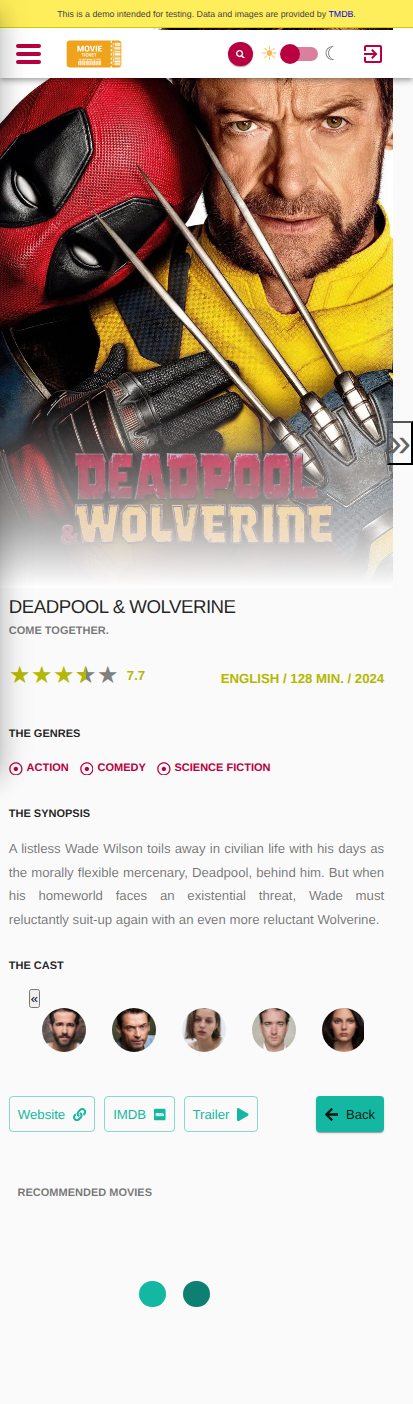 This is a demo intended for testing. Data and images are provided by TMDB.
MOVIE
TICKET
»
DEADPOOL
& WOLVERINE
DEADPOOL & WOLVERINE
COME TOGETHER.
7.7
ENGLISH / 128 MIN. / 2024
THE GENRES
ACTION COMEDY SCIENCE FICTION
THE SYNOPSIS
A listless Wade Wilson toils away in civilian life with his days as
the morally flexible mercenary, Deadpool, behind him. But when
his homeworld faces an existential threat, Wade must
reluctantly suit-up again with an even more reluctant Wolverine.
THE CAST
«
Website IMDB Trailer Back
RECOMMENDED MOVIES